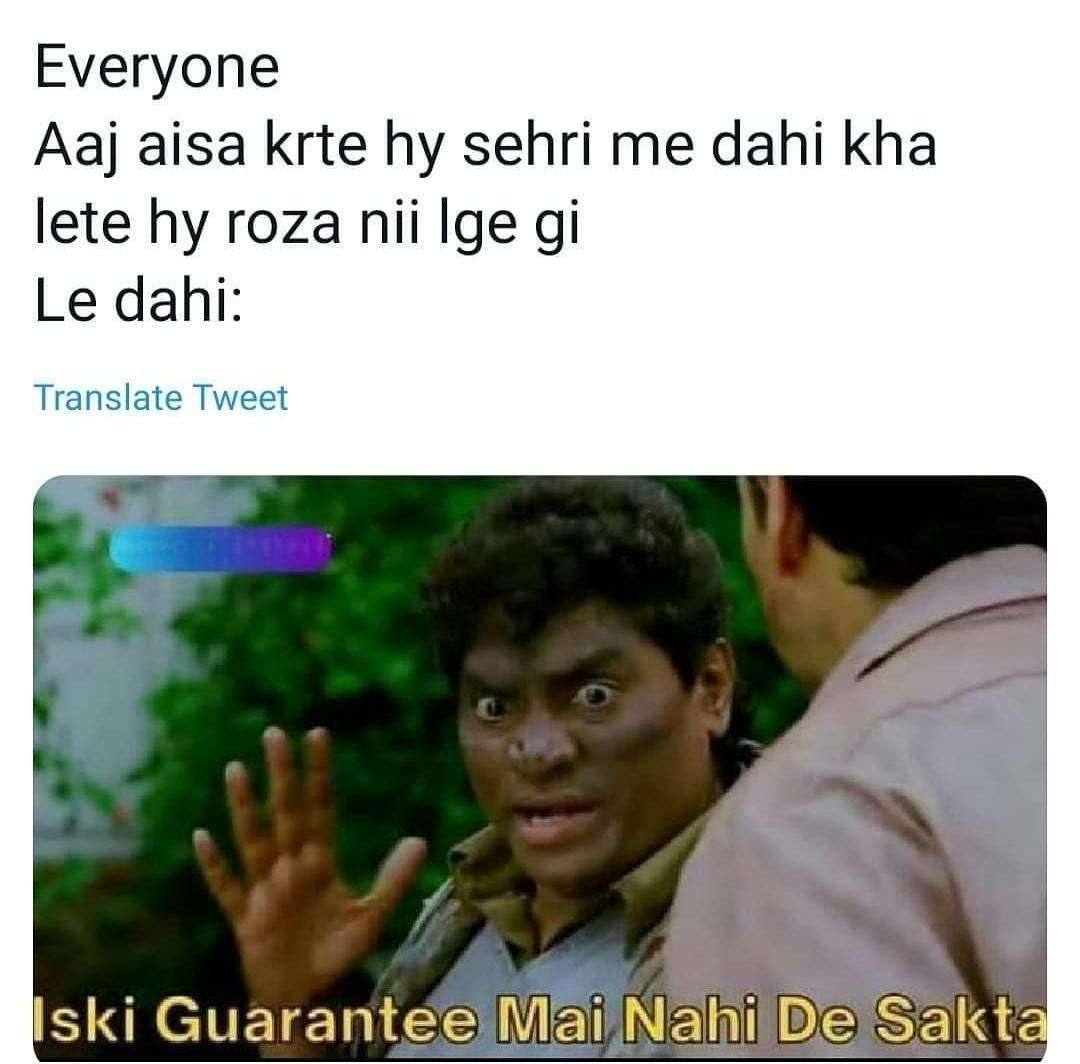 Everyone
Aaj aisa krte hy sehri me dahi kha
lete hy roza nii lge gi
Le dahi:
Translate Tweet
Iski Guarantee Mai Nahi De Sakta